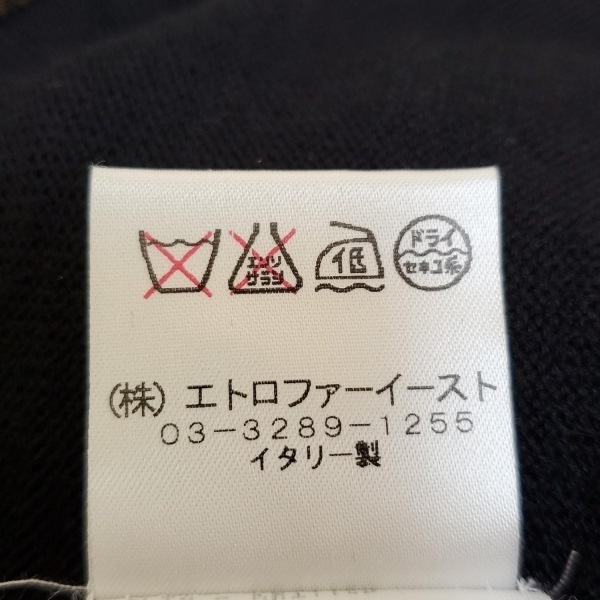 エンソ サラシ 低 ドライ セキユ系
(株) エトロファーイースト
03-3289-1255
イタリー製